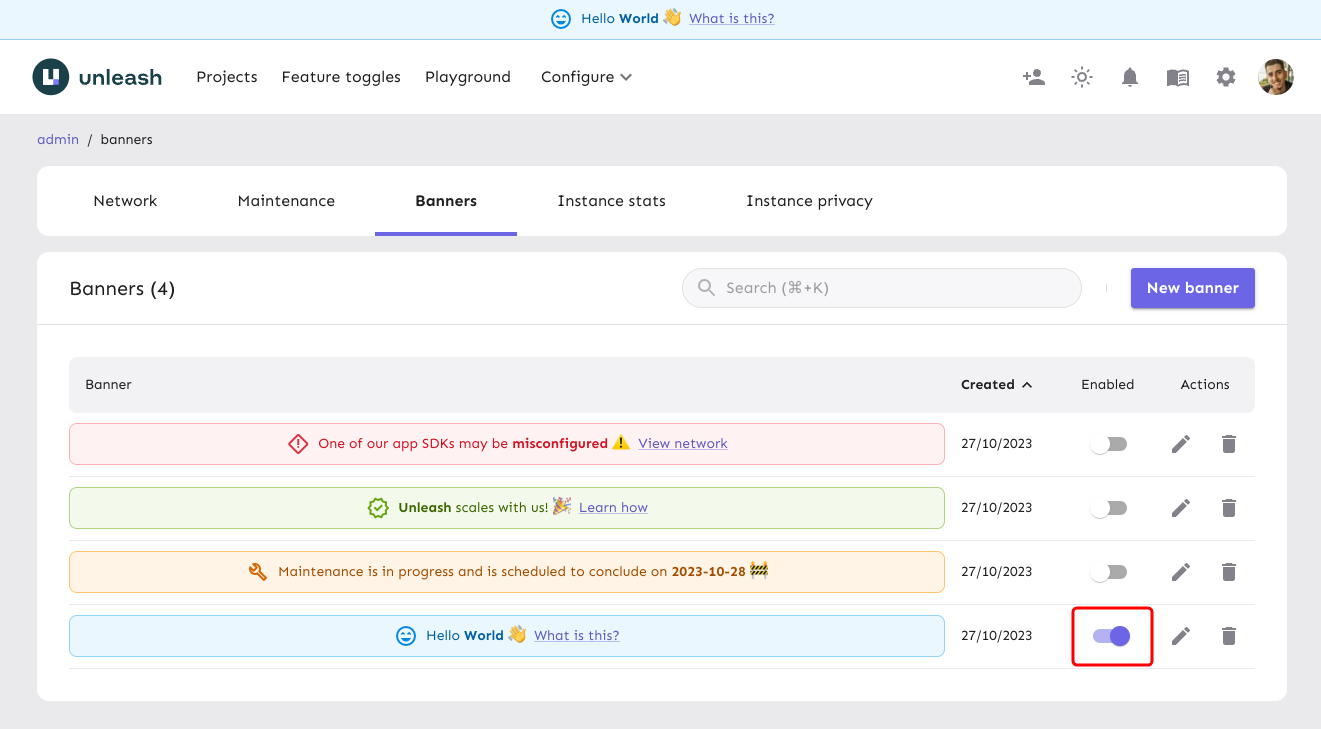 Hello World 👋 What is this?
unleash Projects Feature toggles Playground Configure
admin / banners
Network Maintenance Banners Instance stats Instance privacy
Banners (4) Search (⌘+K) New banner
Banner Created Enabled Actions
One of our app SDKs may be misconfigured ⚠️ View network 27/10/2023
Unleash scales with us! 🎉 Learn how 27/10/2023
Maintenance is in progress and is scheduled to conclude on 2023-10-28 🚧 27/10/2023
Hello World 👋 What is this? 27/10/2023